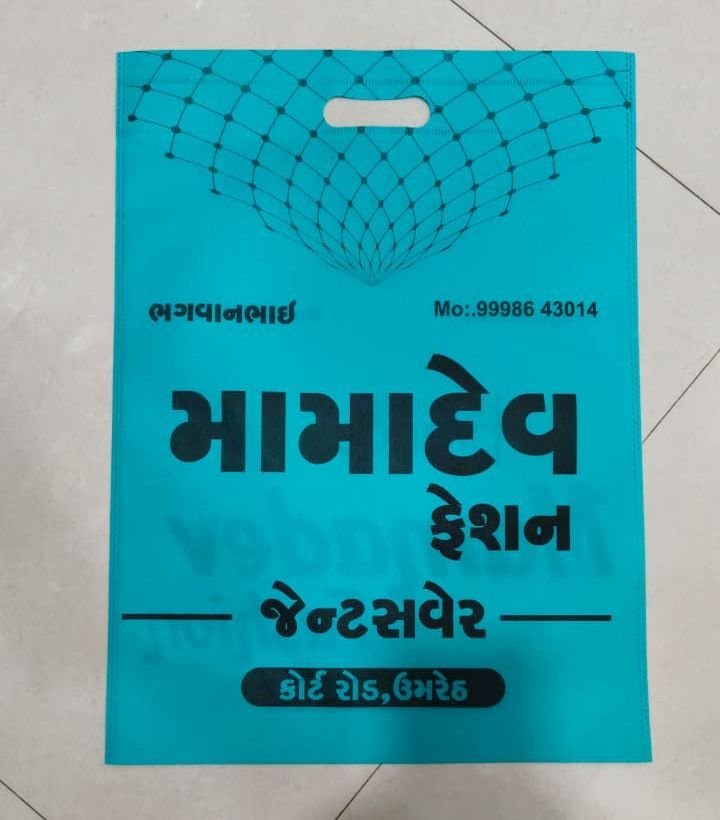 ભગવાનભાઈ Mo:.99986 43014
મામાદેવ
ફેશન
જેન્ટસવેર
કોર્ટ રોડ,ઉમરેઠ